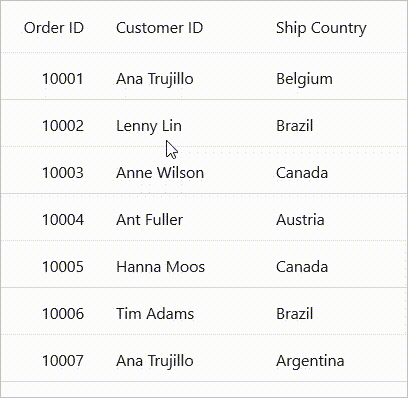 Order ID Customer ID Ship Country
10001 Ana Trujillo Belgium
10002 Lenny Lin Brazil
10003 Anne Wilson Canada
10004 Ant Fuller Austria
10005 Hanna Moos Canada
10006 Tim Adams Brazil
10007 Ana Trujillo Argentina